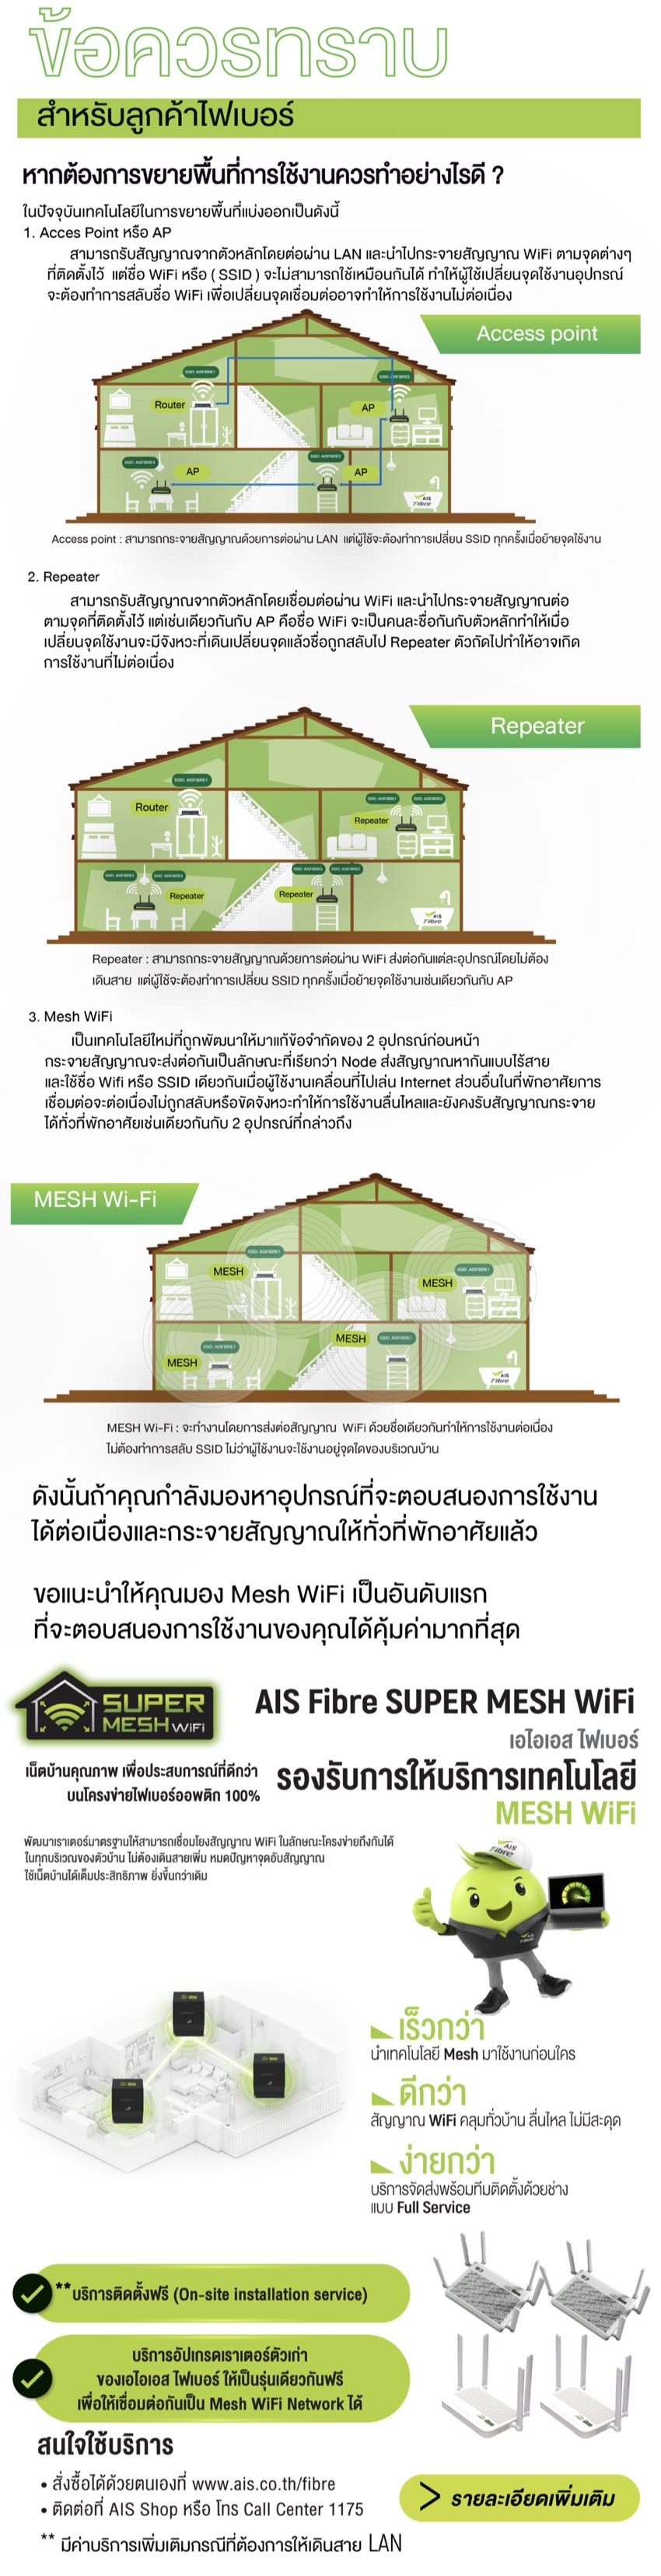 ข้อควรทราบ
สำหรับลูกค้าไฟเบอร์
หากต้องการขยายพื้นที่การใช้งานควรทำอย่างไรดี ?
ในปัจจุบันเทคโนโลยีในการขยายพื้นที่แบ่งออกเป็นดังนี้
1. Acces Point หรือ AP
สามารถรับสัญญาณจากตัวหลักโดยต่อผ่าน LAN และนำไปกระจายสัญญาณ WiFi ตามจุดต่างๆ
ที่ติดตั้งไว้ แต่ชื่อ WiFi หรือ ( SSID ) จะไม่สามารถใช้เหมือนกันได้ ทำให้ผู้ใช้เปลี่ยนจุดใช้งานอุปกรณ์
จะต้องทำการสลับชื่อ WiFi เพื่อเปลี่ยนจุดเชื่อมต่ออาจทำให้การใช้งานไม่ต่อเนื่อง
Access point
SSID: AISFIBRE1
SSID: AISFIBRE2
Router
AP
SSID: AISFIBRE4
SSID: AISFIBRE3
AP
AP
AIS Fibre
Access point : สามารถกระจายสัญญาณด้วยการต่อผ่าน LAN แต่ผู้ใช้จะต้องทำการเปลี่ยน SSID ทุกครั้งเมื่อย้ายจุดใช้งาน
2. Repeater
สามารถรับสัญญาณจากตัวหลักโดยเชื่อมต่อผ่าน WiFi และนำไปกระจายสัญญาณต่อ
ตามจุดที่ติดตั้งไว้ แต่เช่นเดียวกันกับ AP คือชื่อ WiFi จะเป็นคนละชื่อกันกับตัวหลักทำให้เมื่อ
เปลี่ยนจุดใช้งานจะมีจังหวะที่เดินเปลี่ยนจุดแล้วชื่อถูกสลับไป Repeater ตัวถัดไปทำให้อาจเกิด
การใช้งานที่ไม่ต่อเนื่อง
Repeater
SSID: AISFIBRE1
Router
Repeater
Repeater
Repeater
AIS Fibre
Repeater : สามารถกระจายสัญญาณด้วยการต่อผ่าน WiFi ส่งต่อกันแต่ละอุปกรณ์โดยไม่ต้อง
เดินสาย แต่ผู้ใช้จะต้องทำการเปลี่ยน SSID ทุกครั้งเมื่อย้ายจุดใช้งานเช่นเดียวกันกับ AP
3. Mesh WiFi
เป็นเทคโนโลยีใหม่ที่ถูกพัฒนาให้มาแก้ข้อจำกัดของ 2 อุปกรณ์ก่อนหน้า
กระจายสัญญาณจะส่งต่อกันเป็นลักษณะที่เรียกว่า Node ส่งสัญญาณหากันแบบไร้สาย
และใช้ชื่อ Wifi หรือ SSID เดียวกันเมื่อผู้ใช้งานเคลื่อนที่ไปเล่น Internet ส่วนอื่นในที่พักอาศัยการ
เชื่อมต่อจะต่อเนื่องไม่ถูกสลับหรือขัดจังหวะทำให้การใช้งานลื่นไหลและยังคงรับสัญญาณกระจาย
ได้ทั่วที่พักอาศัยเช่นเดียวกันกับ 2 อุปกรณ์ที่กล่าวถึง
MESH Wi-Fi
SSID: AISFIBRE1
MESH
SSID: AISFIBRE1
MESH
SSID: AISFIBRE1
MESH
SSID: AISFIBRE1
MESH
AIS Fibre
MESH Wi-Fi : จะทำงานโดยการส่งต่อสัญญาณ WiFi ด้วยชื่อเดียวกันทำให้การใช้งานต่อเนื่อง
ไม่ต้องทำการสลับ SSID ไม่ว่าผู้ใช้งานจะใช้งานอยู่จุดใดของบริเวณบ้าน
ดังนั้นถ้าคุณกำลังมองหาอุปกรณ์ที่จะตอบสนองการใช้งาน
ได้ต่อเนื่องและกระจายสัญญาณให้ทั่วที่พักอาศัยแล้ว
ขอแนะนำให้คุณมอง Mesh WiFi เป็นอันดับแรก
ที่จะตอบสนองการใช้งานของคุณได้คุ้มค่ามากที่สุด
SUPER
MESH WiFi
AIS Fibre SUPER MESH WiFi
เอไอเอส ไฟเบอร์
เน็ตบ้านคุณภาพ เพื่อประสบการณ์ที่ดีกว่า
บนโครงข่ายไฟเบอร์ออพติก 100%
รองรับการให้บริการเทคโนโลยี
MESH WiFi
พัฒนาเราเตอร์มาตรฐานให้สามารถเชื่อมโยงสัญญาณ WiFi ในลักษณะโครงข่ายถึงกันได้
ในทุกบริเวณของตัวบ้าน ไม่ต้องเดินสายเพิ่ม หมดปัญหาจุดอับสัญญาณ
ใช้เน็ตบ้านได้เต็มประสิทธิภาพ ยิ่งขึ้นกว่าเดิม
AIS Fibre
เร็วกว่า
นำเทคโนโลยี Mesh มาใช้งานก่อนใคร
ดีกว่า
สัญญาณ WiFi คลุมทั่วบ้าน ลื่นไหล ไม่มีสะดุด
ง่ายกว่า
บริการจัดส่งพร้อมทีมติดตั้งด้วยช่าง
แบบ Full Service
**บริการติดตั้งฟรี (On-site installation service)
บริการอัปเกรดเราเตอร์ตัวเก่า
ของเอไอเอส ไฟเบอร์ ให้เป็นรุ่นเดียวกันฟรี
เพื่อให้เชื่อมต่อกันเป็น Mesh WiFi Network ได้
สนใจใช้บริการ
• สั่งซื้อได้ด้วยตนเองที่ www.ais.co.th/fibre
• ติดต่อที่ AIS Shop หรือ โทร Call Center 1175
> รายละเอียดเพิ่มเติม
** มีค่าบริการเพิ่มเติมกรณีที่ต้องการให้เดินสาย LAN